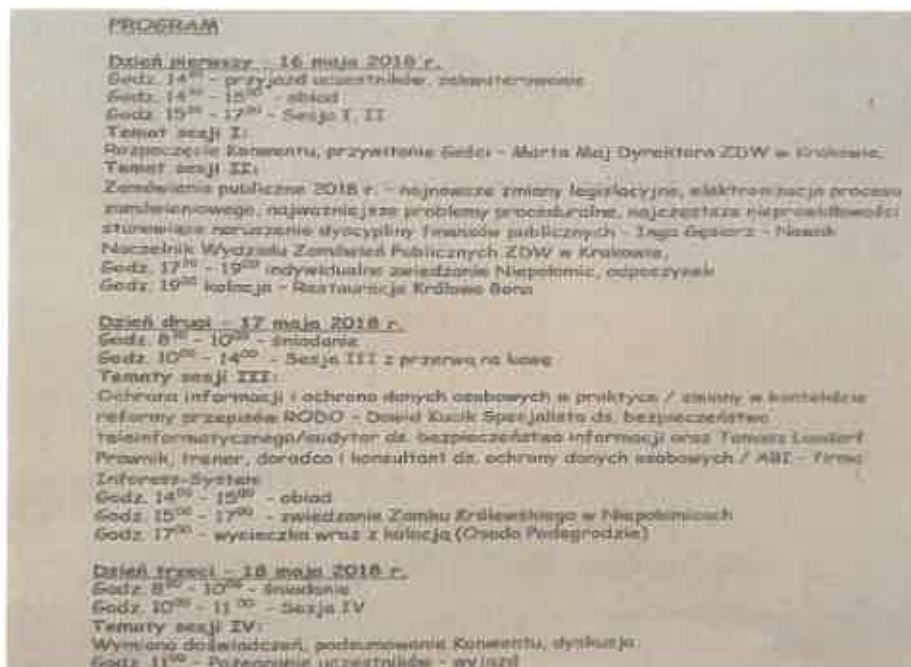 PROGRAM
Dzień pierwszy - 16 maja 2018 r.
Godz. 14⁰⁰ - przyjazd uczestników, zakwaterowanie
Godz. 14³⁰ - 15³⁰ - obiad
Godz. 15³⁰ - 17³⁰ - Sesja I, II
Temat sesji I:
Rozpoczęcie Konwentu, przywitanie Gości - Marta Maj Dyrektora ZDW w Krakowie.
Temat sesji II:
Zamówienia publiczne 2018 r. - najnowsze zmiany legislacyjne, elektronizacja procesu
zamówieniowego, najważniejsze problemy proceduralne, najczęstsze nieprawidłowości
stanowiące naruszenie dyscypliny finansów publicznych - Inga Gąsiorz - Nowak
Naczelnik Wydziału Zamówień Publicznych ZDW w Krakowie.
Godz. 17³⁰ - 19⁰⁰ indywidualne zwiedzanie Niepołomic, odpoczynek
Godz. 19⁰⁰ kolacja - Restauracja Królowa Bona
Dzień drugi - 17 maja 2018 r.
Godz. 8³⁰ - 10⁰⁰ - śniadanie
Godz. 10⁰⁰ - 14⁰⁰ - Sesja III z przerwą na kawę
Tematy sesji III:
Ochrona informacji i ochrona danych osobowych w praktyce / zmiany w kontekście
reformy przepisów RODO - Dawid Kucik Specjalista ds. bezpieczeństwa
teleinformatycznego/audytor ds. bezpieczeństwa informacji oraz Tomasz
Prawnik, trener, doradca i konsultant ds. ochrony danych osobowych / ABI - firma
Inforess-System
Godz. 14⁰⁰ - 15⁰⁰ - obiad
Godz. 15⁰⁰ - 17⁰⁰ - zwiedzanie Zamku Królewskiego w Niepołomicach
Godz. 17⁰⁰ - wycieczka wraz z kolacją (Osada Podegrodzie)
Dzień trzeci - 18 maja 2018 r.
Godz. 8³⁰ - 10⁰⁰ - śniadanie
Godz. 10⁰⁰ - 11⁰⁰ - Sesja IV
Tematy sesji IV:
Wymiana doświadczeń, podsumowanie Konwentu, dyskusja
Godz. 11⁰⁰ - Pożegnanie uczestników - wyjazd